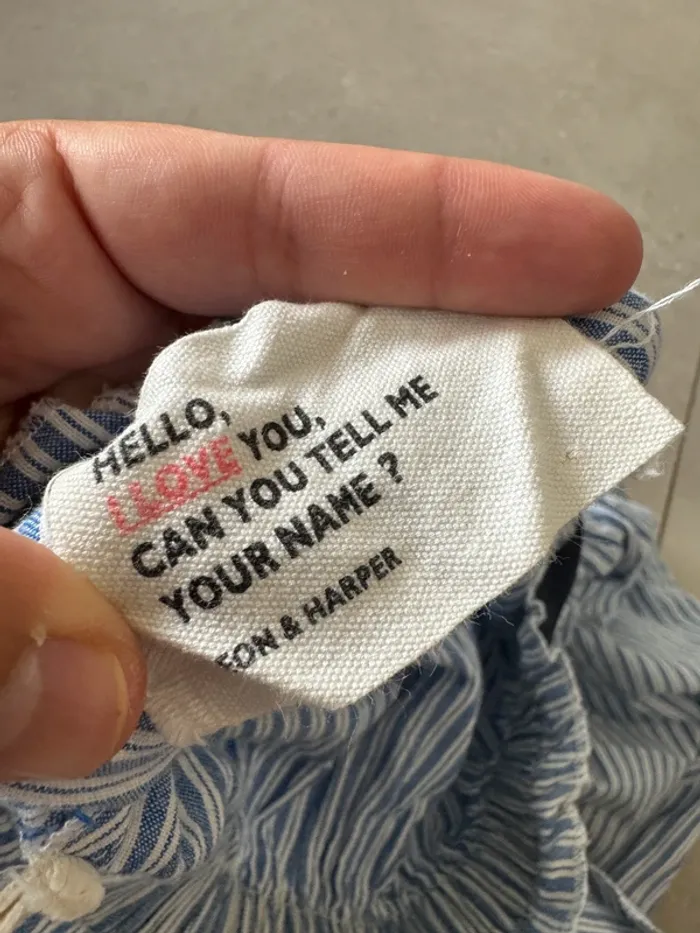 HELLO,
I LOVE YOU,
CAN YOU TELL ME
YOUR NAME ?
EON & HARPER